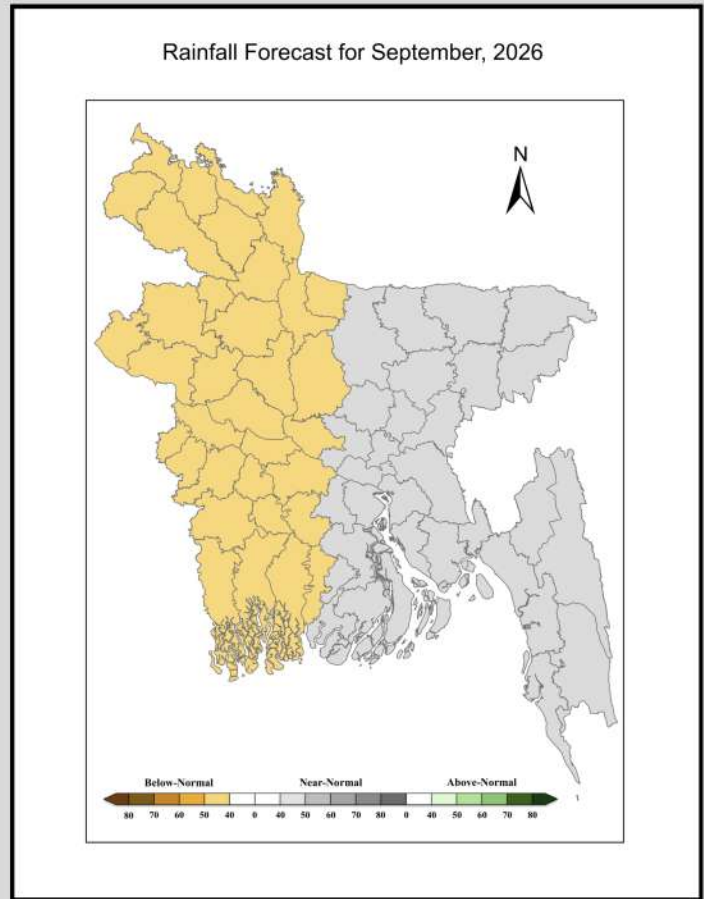 Rainfall Forecast for September, 2026
N
Below-Normal Near-Normal Above-Normal
80 70 60 50 40 0 40 50 60 70 80 0 40 50 60 70 80
1